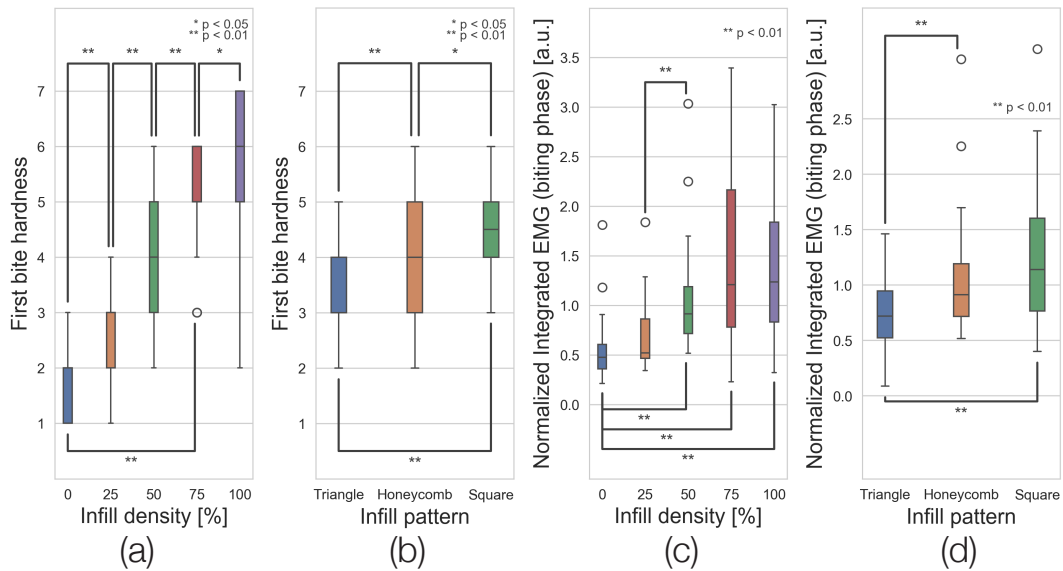 * p < 0.05
** p < 0.01
** ** ** *
7
6
5
4
3
2
1
**
0 25 50 75 100
First bite hardness
Infill density [%]
(a)
* p < 0.05
** p < 0.01
** *
7
6
5
4
3
2
1
**
Triangle Honeycomb Square
First bite hardness
Infill pattern
(b)
** p < 0.01
**
3.5
3.0
2.5
2.0
1.5
1.0
0.5
0.0
**
**
**
0 25 50 75 100
Normalized Integrated EMG (biting phase) [a.u.]
Infill density [%]
(c)
**
** p < 0.01
2.5
2.0
1.5
1.0
0.5
0.0
**
Triangle Honeycomb Square
Normalized Integrated EMG (biting phase) [a.u.]
Infill pattern
(d)